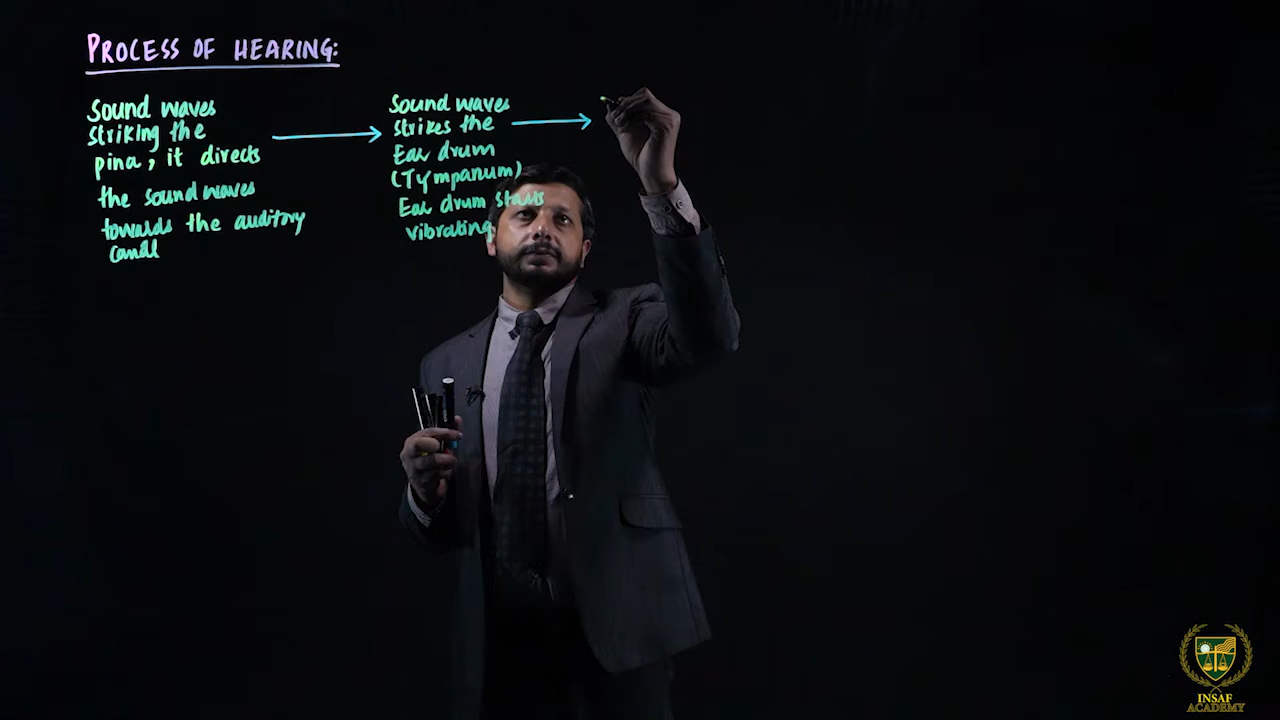 PROCESS OF HEARING:
Sound waves
striking the
pina, it directs
the sound waves
towards the auditory
canal
Sound waves
strikes the
Ear drum
(Tympanum)
Ear drum starts
vibrating
INSAF
ACADEMY